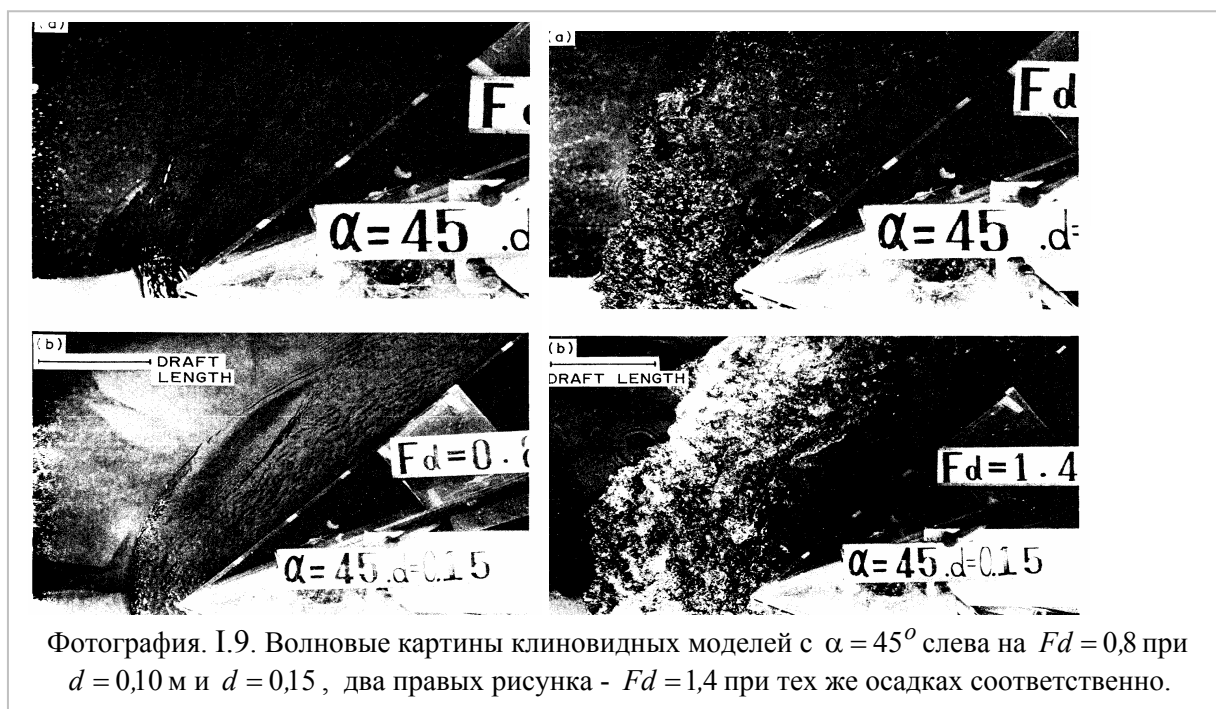 (a)
F
α=45 .d
(a)
Fd
α=45 .d=
(b)
DRAFT
LENGTH
Fd=0.8
α=45.d=0.15
(b)
DRAFT LENGTH
Fd=1.4
α=45.d=0.15
Фотография. I.9. Волновые картины клиновидных моделей с α = 45° слева на Fd = 0,8 при
d = 0,10 м и d = 0,15 , два правых рисунка - Fd = 1,4 при тех же осадках соответственно.